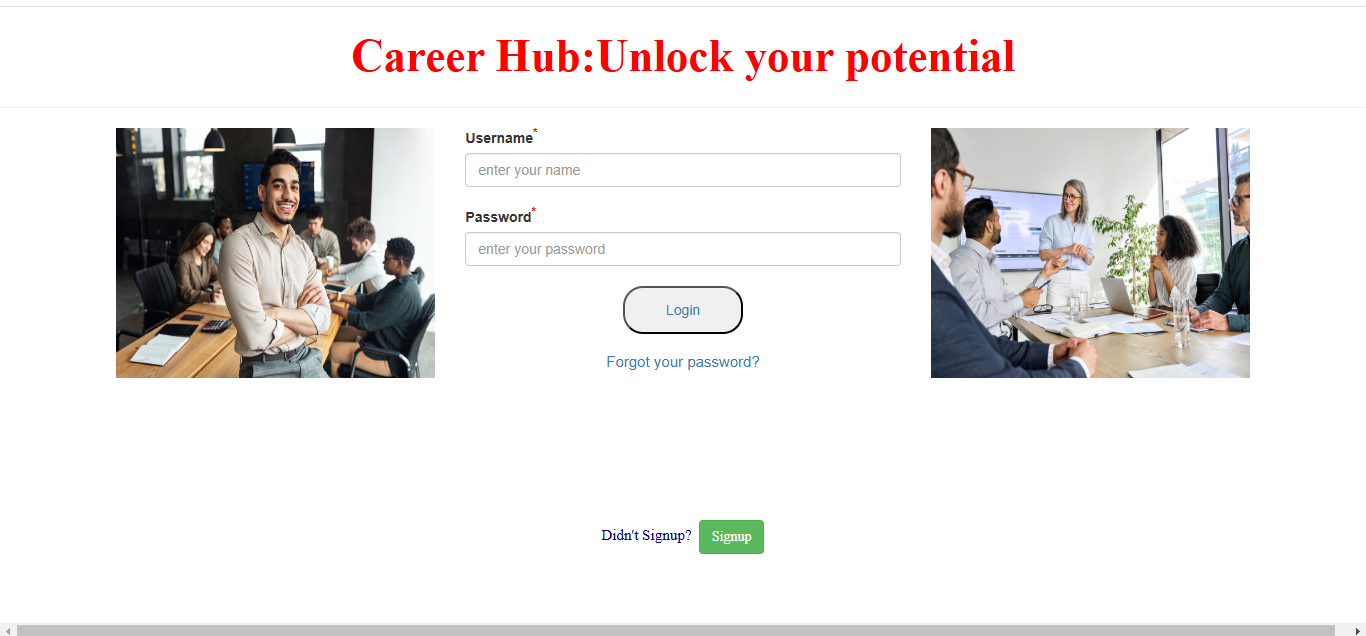 Career Hub:Unlock your potential
Username*
enter your name
Password*
enter your password
Login
Forgot your password?
Didn't Signup? Signup